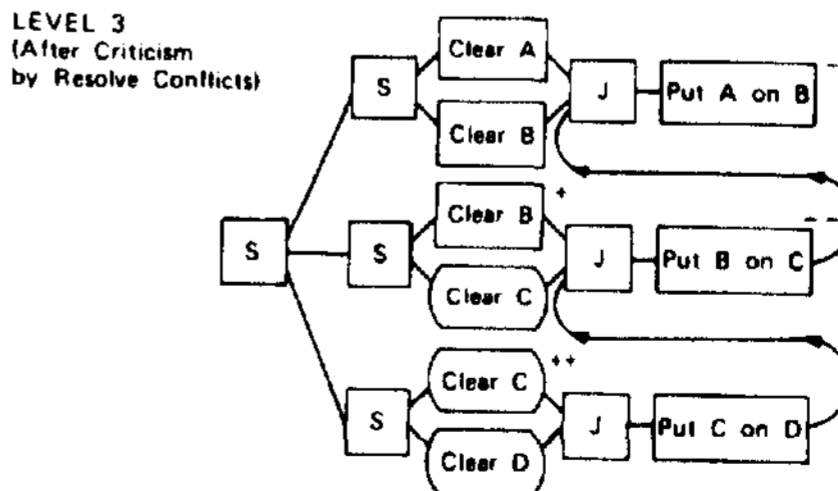 LEVEL 3
(After Criticism
by Resolve Conflicts)
Clear A
S
J
Put A on B
-
Clear B
Clear B
+
--
S
S
J
Put B on C
Clear C
Clear C
++
S
J
Put C on D
Clear D